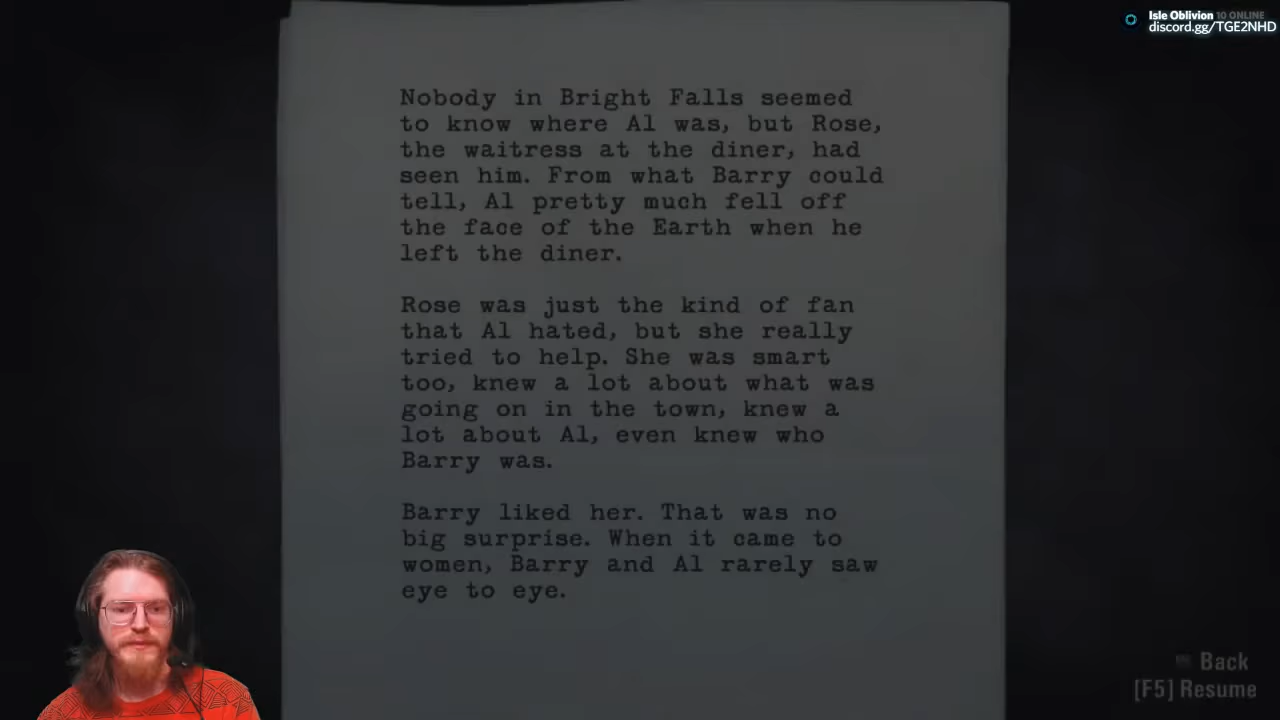 Isle Oblivion 10 ONLINE
discord.gg/TGE2NHD
Nobody in Bright Falls seemed
to know where Al was, but Rose,
the waitress at the diner, had
seen him. From what Barry could
tell, Al pretty much fell off
the face of the Earth when he
left the diner.
Rose was just the kind of fan
that Al hated, but she really
tried to help. She was smart
too, knew a lot about what was
going on in the town, knew a
lot about Al, even knew who
Barry was.
Barry liked her. That was no
big surprise. When it came to
women, Barry and Al rarely saw
eye to eye.
Back
[F5] Resume